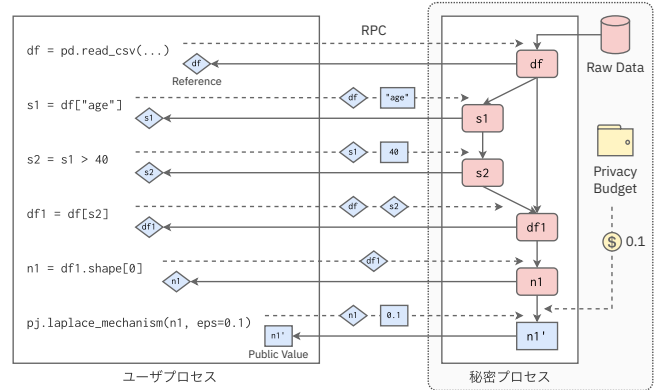 RPC
df = pd.read_csv(...)
df
Reference
df
Raw Data
s1 = df["age"]
df
"age"
s1
s1
s2 = s1 > 40
s1
40
s2
s2
Privacy
Budget
df1 = df[s2]
df
s2
df1
df1
$ 0.1
n1 = df1.shape[0]
df1
n1
n1
pj.laplace_mechanism(n1, eps=0.1)
n1
0.1
n1'
n1'
Public Value
ユーザプロセス
秘密プロセス